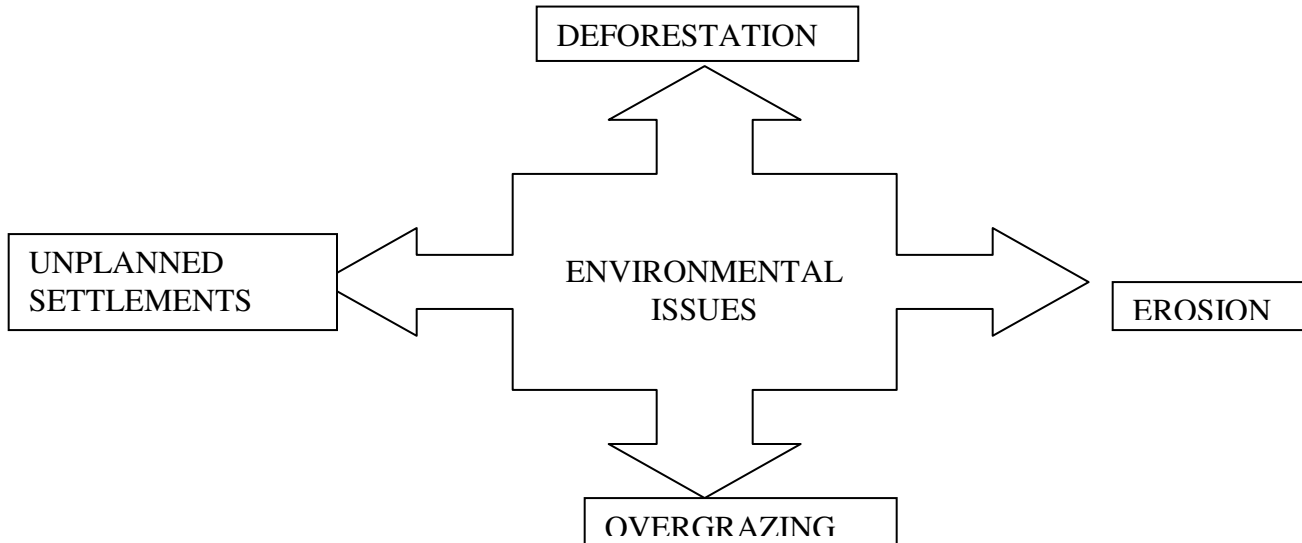 DEFORESTATION
UNPLANNED
SETTLEMENTS
ENVIRONMENTAL
ISSUES
EROSION
OVERGRAZING